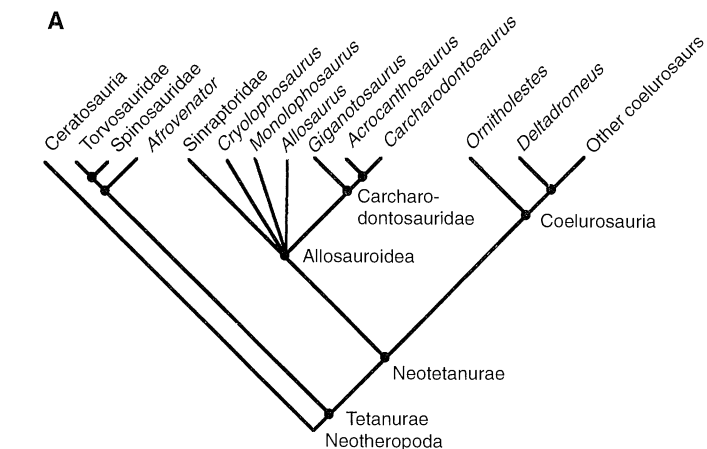 A
Ceratosauria
Torvosauridae
Spinosauridae
Afrovenator
Sinraptoridae
Cryolophosaurus
Monolophosaurus
Allosaurus
Giganotosaurus
Acrocanthosaurus
Carcharodontosaurus
Ornitholestes
Deltadromeus
Other coelurosaurs
Carcharo-
dontosauridae
Coelurosauria
Allosauroidea
Neotetanurae
Tetanurae
Neotheropoda